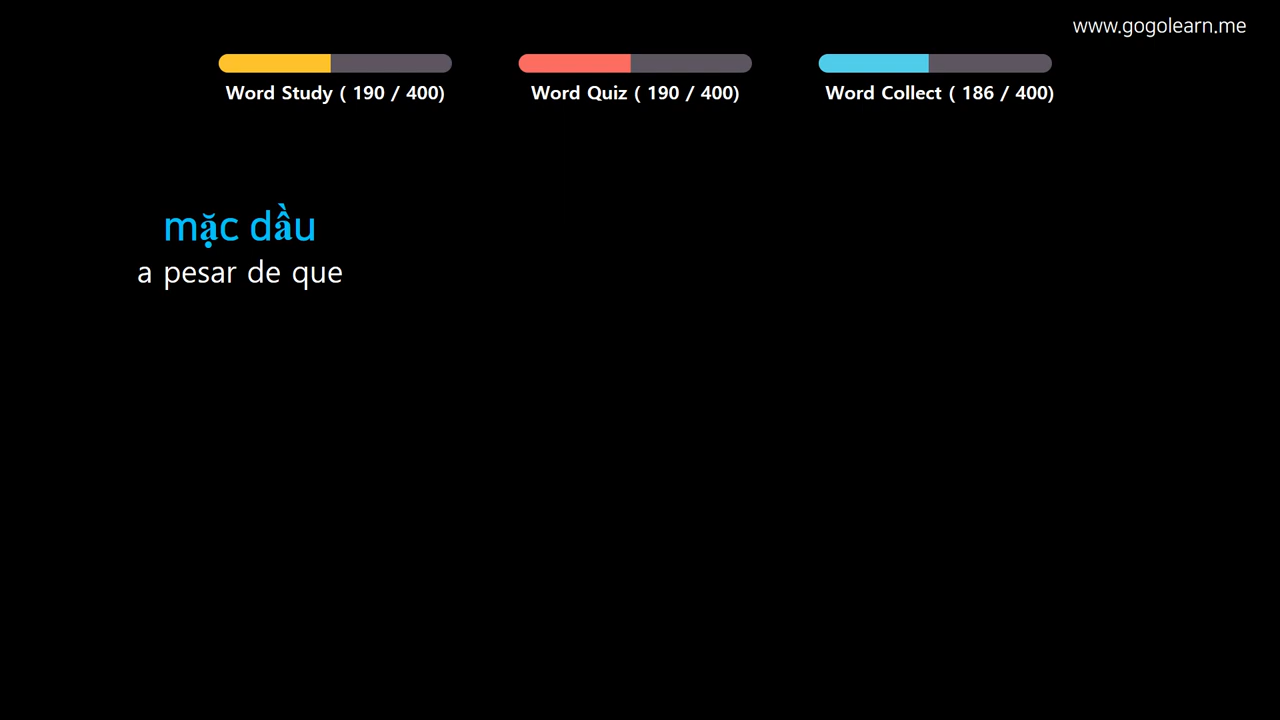 www.gogolearn.me
Word Study ( 190 / 400)
Word Quiz ( 190 / 400)
Word Collect ( 186 / 400)
mặc dầu
a pesar de que